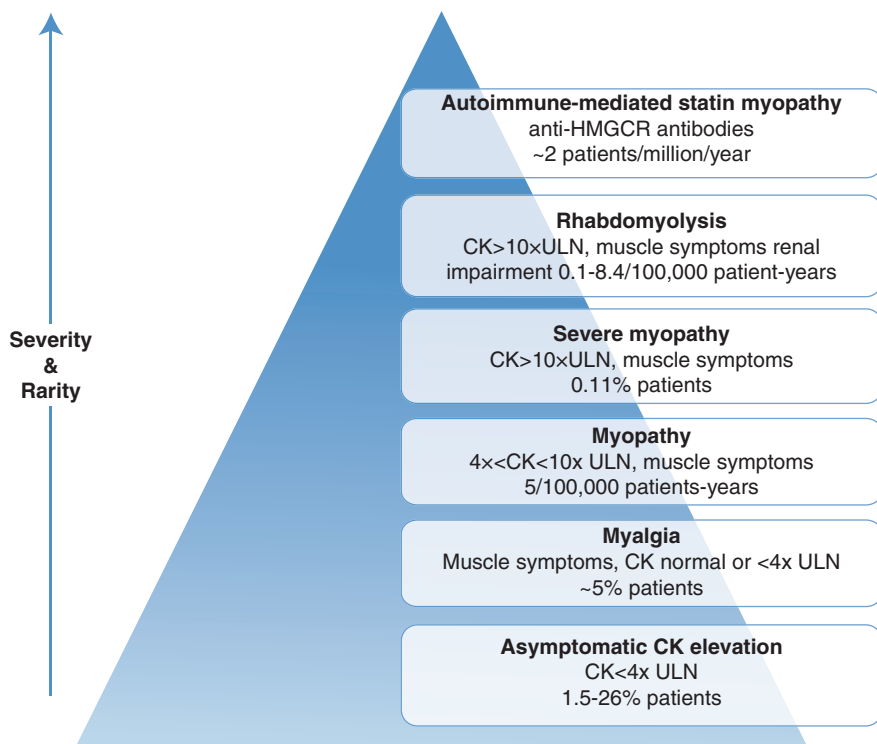 Autoimmune-mediated statin myopathy
anti-HMGCR antibodies
~2 patients/million/year
Rhabdomyolysis
CK>10×ULN, muscle symptoms renal
impairment 0.1-8.4/100,000 patient-years
Severity
&
Rarity
Severe myopathy
CK>10×ULN, muscle symptoms
0.11% patients
Myopathy
4×<CK<10x ULN, muscle symptoms
5/100,000 patients-years
Myalgia
Muscle symptoms, CK normal or <4x ULN
~5% patients
Asymptomatic CK elevation
CK<4x ULN
1.5-26% patients